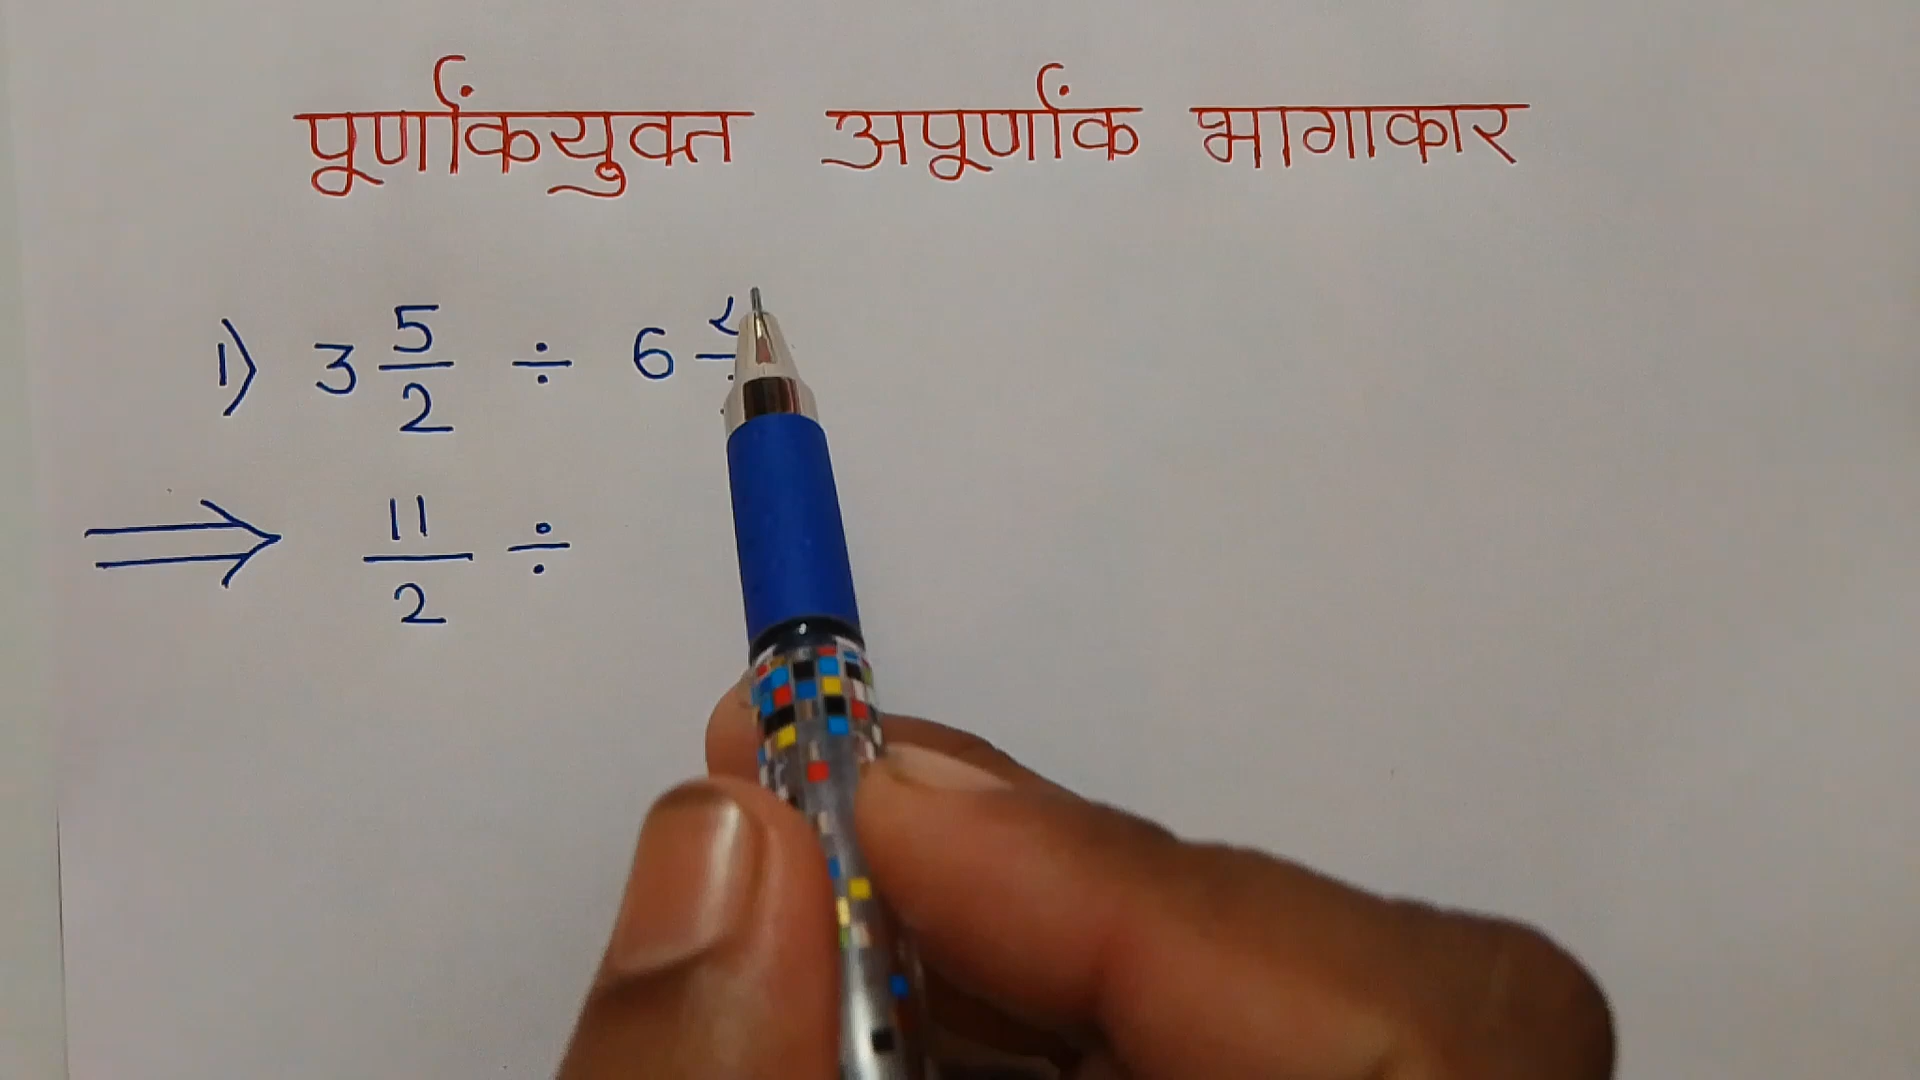 पूर्णांकयुक्त अपूर्णांक भागाकार
1) 3 5/2 ÷ 6
⇒ 11/2 ÷